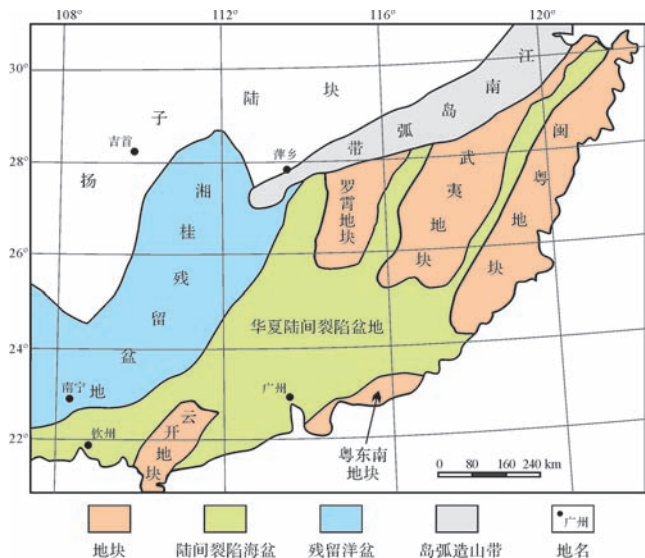 108°
112°
116°
120°
30°
28°
26°
24°
22°
108°
112°
116°
120°
扬子陆块
江南岛弧带
吉首
萍乡
湘桂残留盆地
罗霄地块
武夷地块
闽粤地块
华夏陆间裂陷盆地
南宁
广州
钦州
云开地块
粤东南
地块
0 80 160 240 km
地块
陆间裂陷海盆
残留洋盆
岛弧造山带
广州
地名